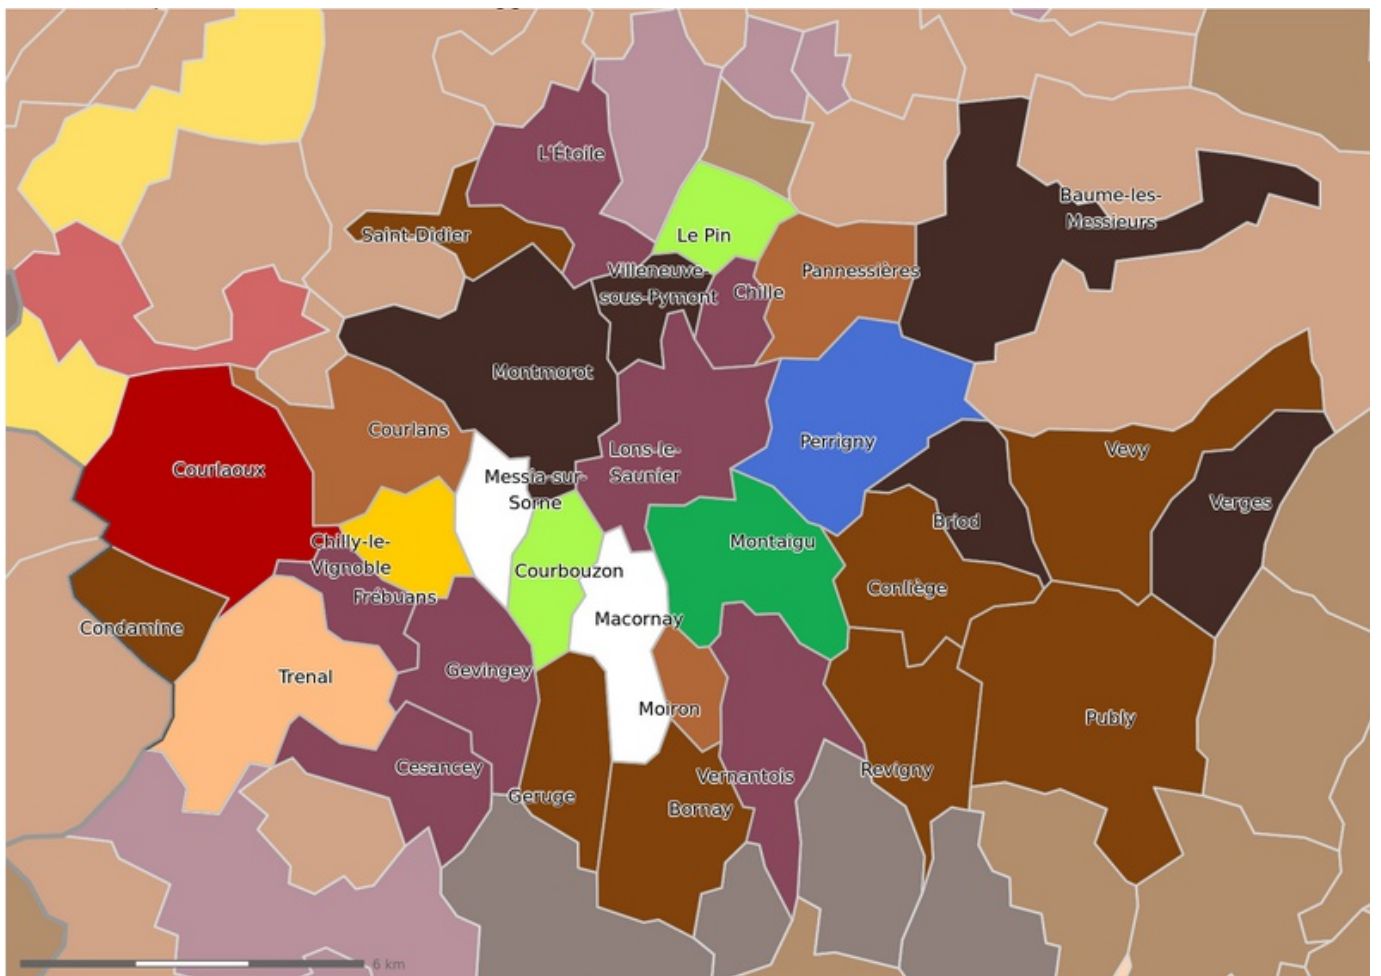 L'Étoile
Baume-les-
Messieurs
Saint-Didier
Le Pin
Villeneuve-
sous-Pymont
Pannessières
Chille
Montmorot
Courlans
Perrigny
Lons-le-
Saunier
Vevy
Courlaoux
Messia-sur-
Sorne
Verges
Briod
Chilly-le-
Vignoble
Montaigu
Courbouzon
Conliège
Frébuans
Macornay
Condamine
Trenal
Gevingey
Moiron
Publy
Cesancey
Vernantois
Revigny
Geruge
Bornay
6 km